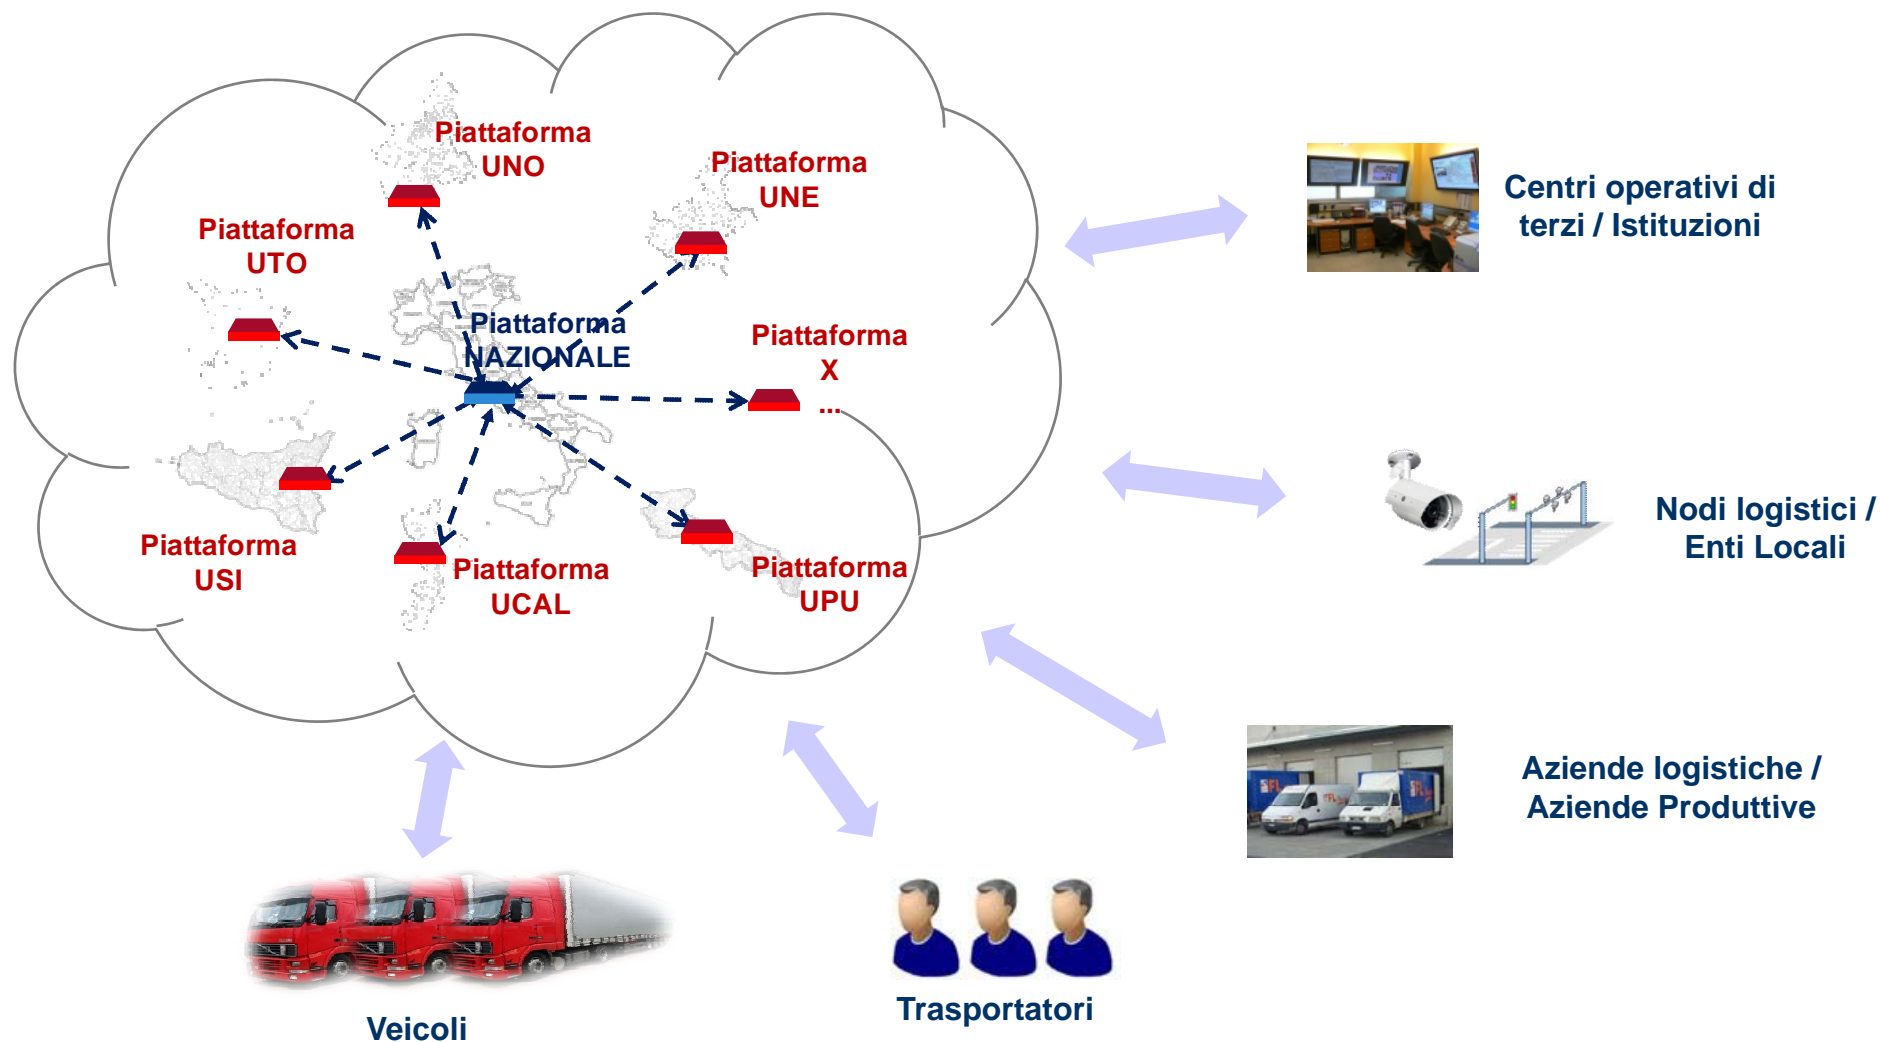 Piattaforma
UNO
Piattaforma
UNE
Piattaforma
UTO
Piattaforma
NAZIONALE
Piattaforma
X
...
Piattaforma
USI
Piattaforma
UCAL
Piattaforma
UPU
Centri operativi di
terzi / Istituzioni
Nodi logistici /
Enti Locali
Aziende logistiche /
Aziende Produttive
Veicoli
Trasportatori